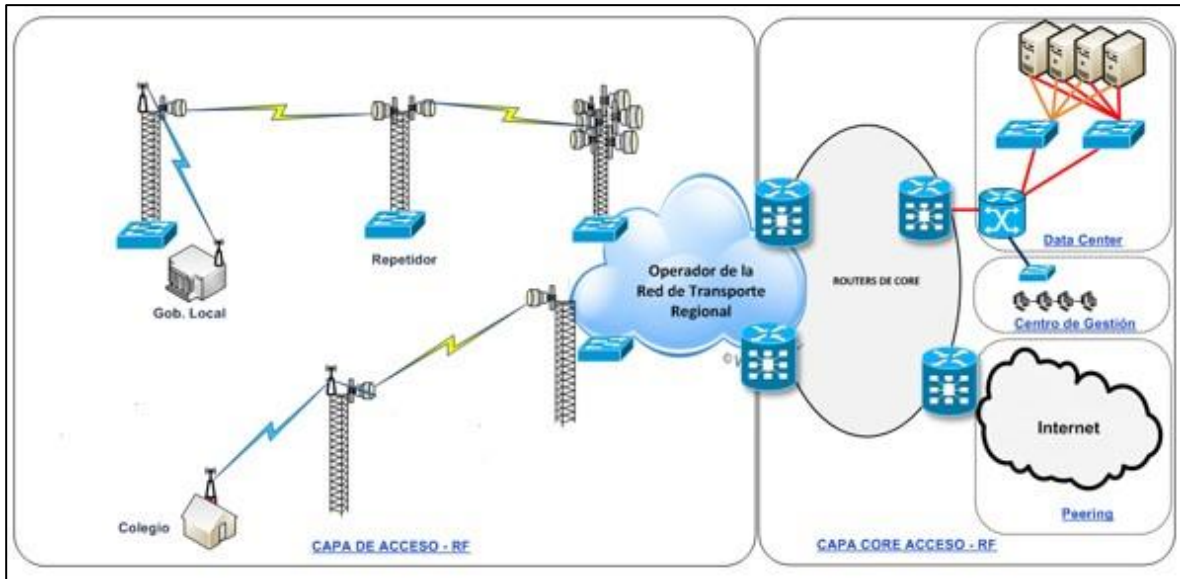 Repetidor
Gob. Local
Colegio
CAPA DE ACCESO - RF
Operador de la
Red de Transporte
Regional
ROUTERS DE CORE
Data Center
Centro de Gestión
Internet
Peering
CAPA CORE ACCESO - RF